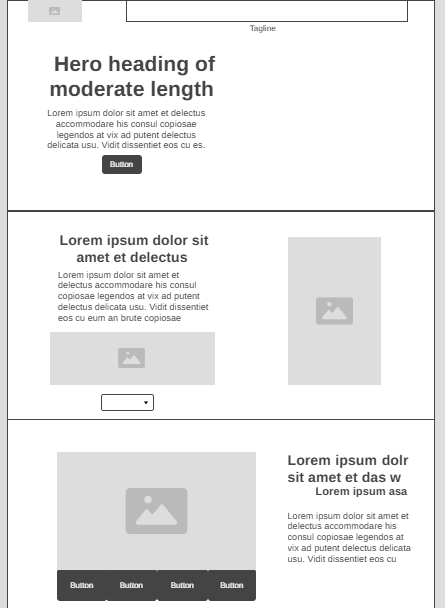 Tagline
Hero heading of
moderate length
Lorem ipsum dolor sit amet et delectus
accommodare his consul copiosae
legendos at vix ad putent delectus
delicata usu. Vidit dissentiet eos cu es.
Button
Lorem ipsum dolor sit
amet et delectus
Lorem ipsum dolor sit amet et
delectus accommodare his consul
copiosae legendos at vix ad putent
delectus delicata usu. Vidit dissentiet
eos cu eum an brute copiosae
Lorem ipsum dolr
sit amet et das w
Lorem ipsum asa
Lorem ipsum dolor sit amet et
delectus accommodare his
consul copiosae legendos at
vix ad putent delectus delicata
usu. Vidit dissentiet eos cu
Button Button Button Button